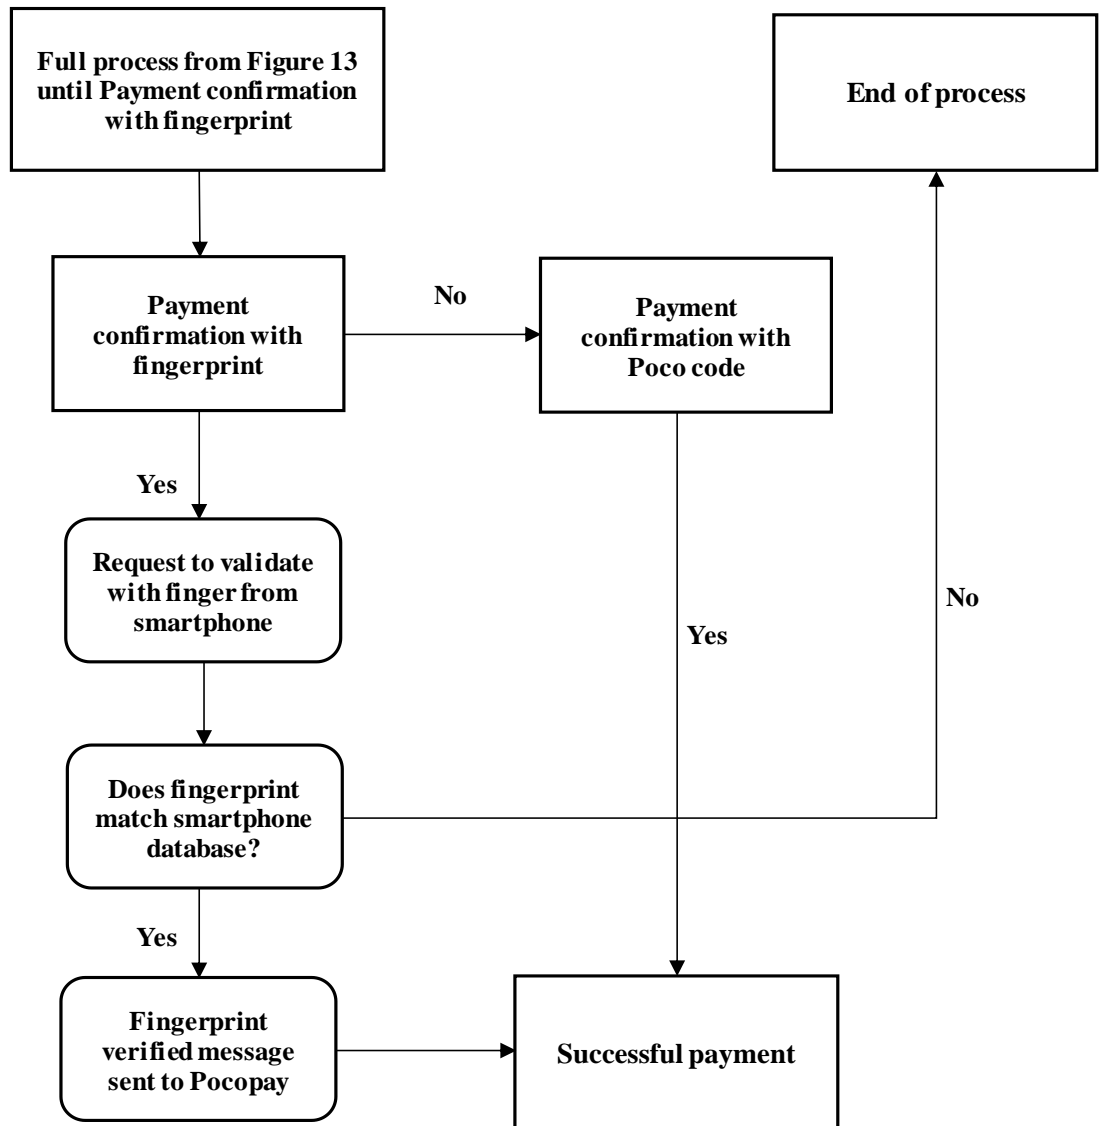 Full process from Figure 13
until Payment confirmation
with fingerprint
End of process
Payment
confirmation with
fingerprint
No
Payment
confirmation with
Poco code
Yes
Request to validate
with finger from
smartphone
No
Yes
Does fingerprint
match smartphone
database?
Yes
Fingerprint
verified message
sent to Pocopay
Successful payment